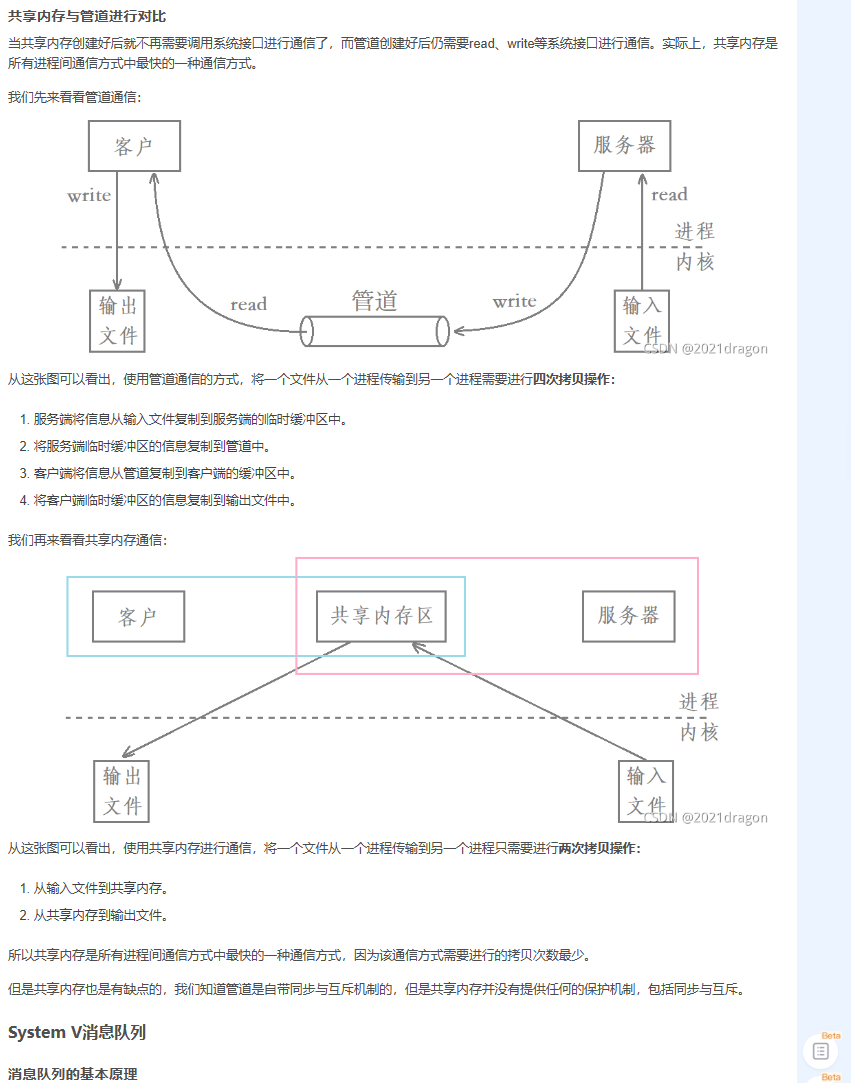 共享内存与管道进行对比
当共享内存创建好后就不再需要调用系统接口进行通信了，而管道创建好后仍需要read、write等系统接口进行通信。实际上，共享内存是
所有进程间通信方式中最快的一种通信方式。
我们先来看看管道通信：
客户
服务器
write
read
进程
内核
管道
read
write
输出
文件
输入
文件
CSDN @2021dragon
从这张图可以看出，使用管道通信的方式，将一个文件从一个进程传输到另一个进程需要进行四次拷贝操作：
1. 服务端将信息从输入文件复制到服务端的临时缓冲区中。
2. 将服务端临时缓冲区的信息复制到管道中。
3. 客户端将信息从管道复制到客户端的缓冲区中。
4. 将客户端临时缓冲区的信息复制到输出文件中。
我们再来看看共享内存通信：
客户
共享内存区
服务器
进程
内核
输出
文件
输入
文件
CSDN @2021dragon
从这张图可以看出，使用共享内存进行通信，将一个文件从一个进程传输到另一个进程只需要进行两次拷贝操作：
1. 从输入文件到共享内存。
2. 从共享内存到输出文件。
所以共享内存是所有进程间通信方式中最快的一种通信方式，因为该通信方式需要进行的拷贝次数最少。
但是共享内存也是有缺点的，我们知道管道是自带同步与互斥机制的，但是共享内存并没有提供任何的保护机制，包括同步与互斥。
System V消息队列
Beta
消息队列的基本原理
Beta